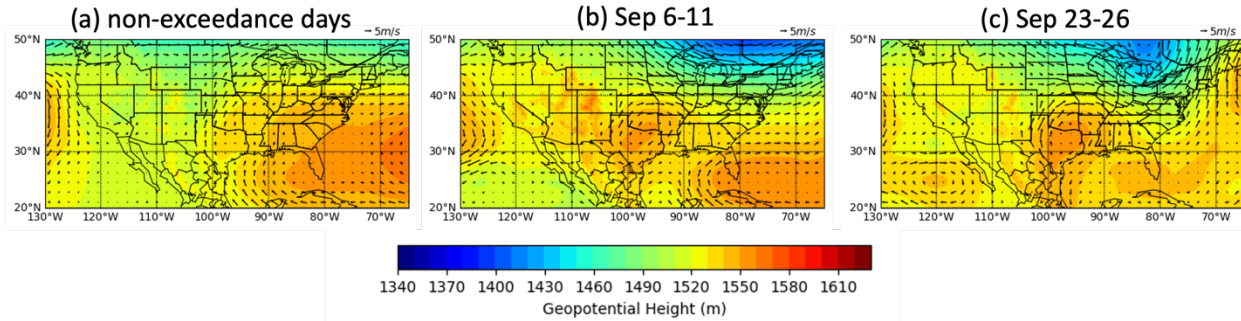 (a) non-exceedance days
(b) Sep 6-11
(c) Sep 23-26
→ 5m/s
→ 5m/s
→ 5m/s
50°N
40°N
30°N
20°N
130°W 120°W 110°W 100°W 90°W 80°W 70°W
50°N
40°N
30°N
20°N
130°W 120°W 110°W 100°W 90°W 80°W 70°W
50°N
40°N
30°N
20°N
130°W 120°W 110°W 100°W 90°W 80°W 70°W
1340 1370 1400 1430 1460 1490 1520 1550 1580 1610
Geopotential Height (m)